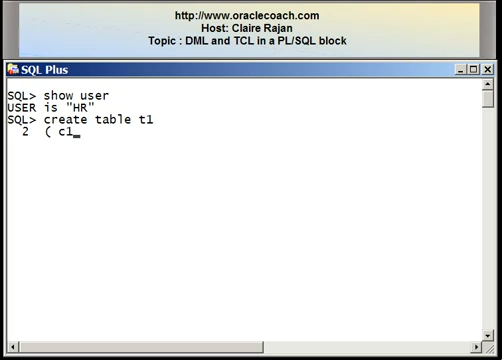 http://www.oraclecoach.com
Host: Claire Rajan
Topic : DML and TCL in a PL/SQL block
SQL Plus
SQL> show user
USER is "HR"
SQL> create table t1
2 ( c1_